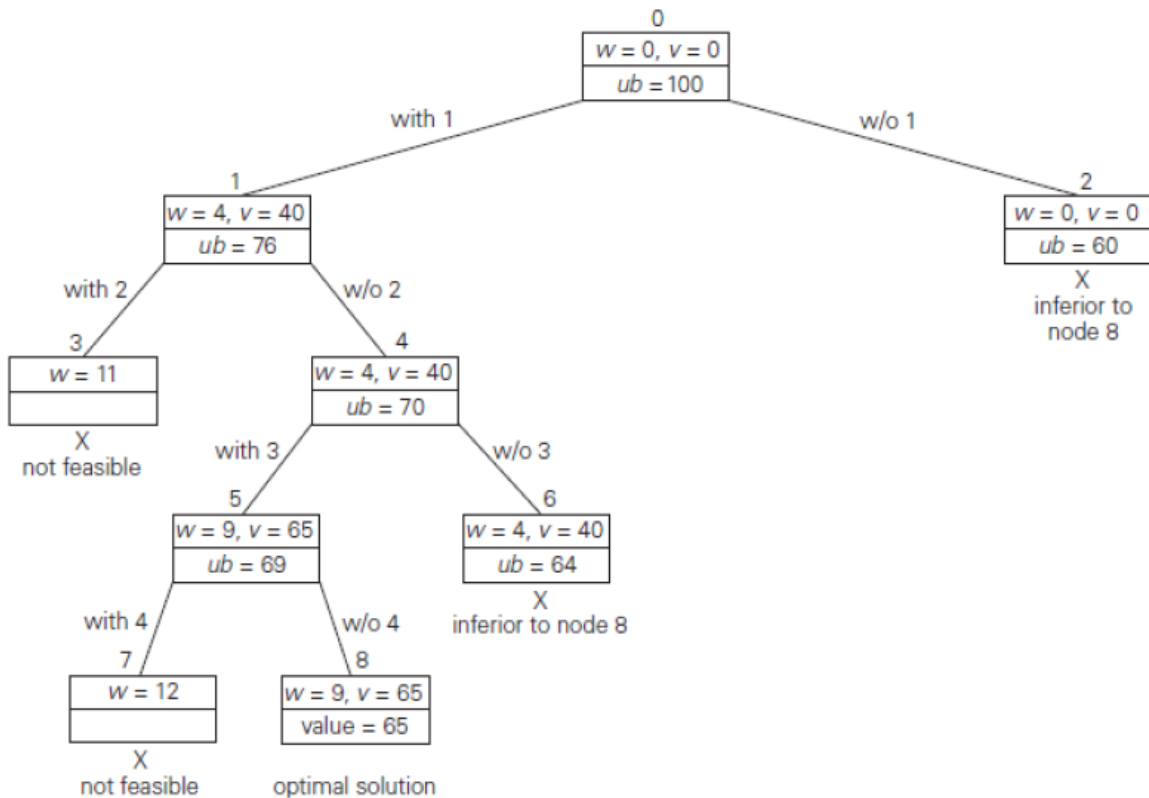 0
w = 0, v = 0
ub = 100
with 1
w/o 1
1
w = 4, v = 40
ub = 76
2
w = 0, v = 0
ub = 60
X
inferior to
node 8
with 2
w/o 2
3
w = 11
X
not feasible
4
w = 4, v = 40
ub = 70
with 3
w/o 3
5
w = 9, v = 65
ub = 69
6
w = 4, v = 40
ub = 64
X
inferior to node 8
with 4
w/o 4
7
w = 12
X
not feasible
8
w = 9, v = 65
value = 65
optimal solution